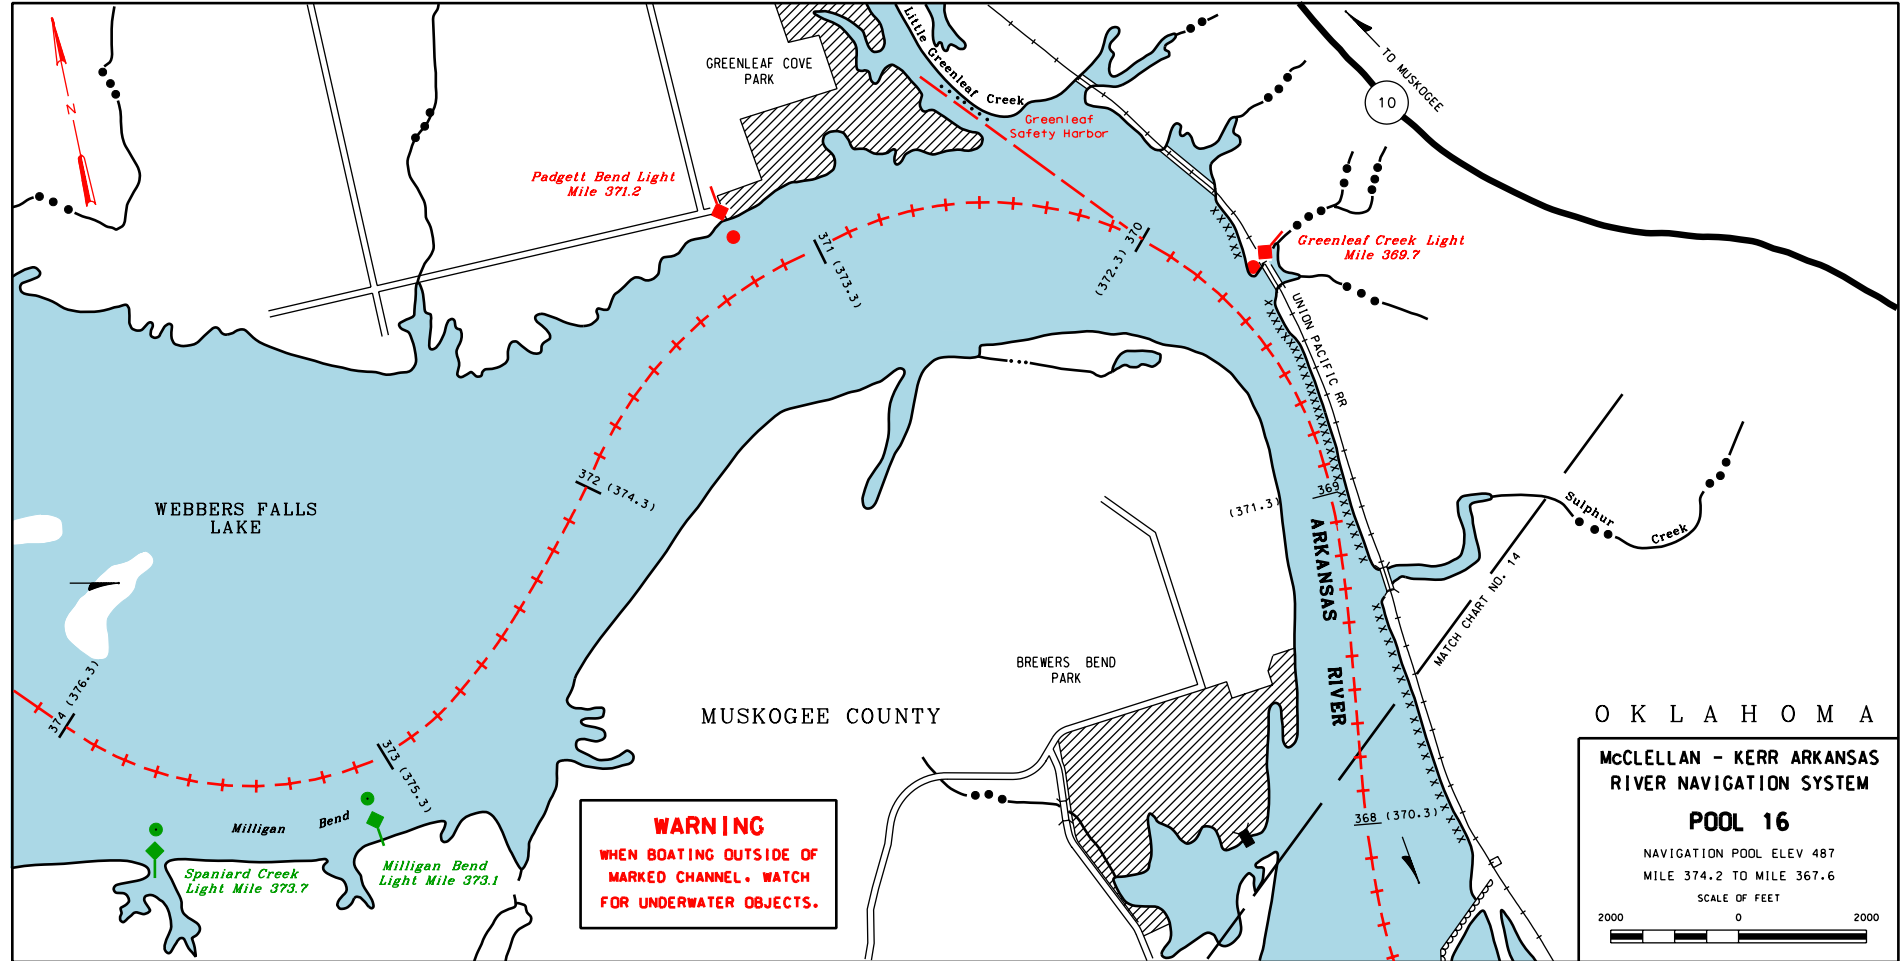 N
GREENLEAF COVE
PARK
Little Greenleaf Creek
Greenleaf
Safety Harbor
TO MUSKOGEE
10
Padgett Bend Light
Mile 371.2
Greenleaf Creek Light
Mile 369.7
371 (373.3)
(372.3) 370
UNION PACIFIC RR
372 (374.3)
(371.3) 369
WEBBERS FALLS
LAKE
Sulphur Creek
ARKANSAS RIVER
MATCH CHART NO. 14
BREWERS BEND
PARK
374 (376.3)
MUSKOGEE COUNTY
373 (375.3)
368 (370.3)
Milligan Bend
Spaniard Creek
Light Mile 373.7
Milligan Bend
Light Mile 373.1
WARNING
WHEN BOATING OUTSIDE OF
MARKED CHANNEL. WATCH
FOR UNDERWATER OBJECTS.
OKLAHOMA
McCLELLAN - KERR ARKANSAS
RIVER NAVIGATION SYSTEM
POOL 16
NAVIGATION POOL ELEV 487
MILE 374.2 TO MILE 367.6
SCALE OF FEET
2000 0 2000